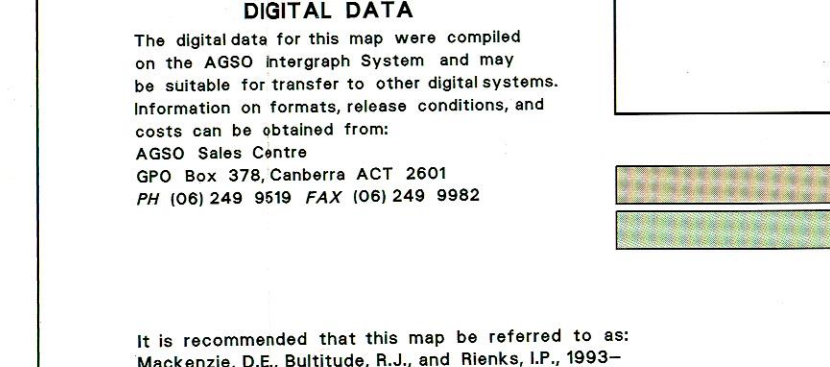 DIGITAL DATA
The digital data for this map were compiled
on the AGSO Intergraph System and may
be suitable for transfer to other digital systems.
Information on formats, release conditions, and
costs can be obtained from:
AGSO Sales Centre
GPO Box 378, Canberra ACT 2601
PH (06) 249 9519 FAX (06) 249 9982
It is recommended that this map be referred to as:
Mackenzie, D.E., Bultitude, R.J., and Rienks, I.P., 1993–